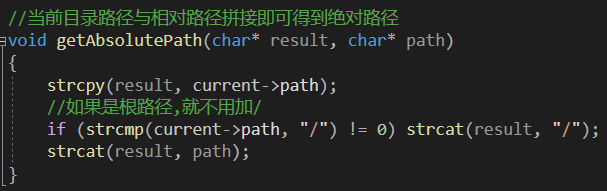 //当前目录路径与相对路径拼接即可得到绝对路径
void getAbsolutePath(char* result, char* path)
{
strcpy(result, current->path);
//如果是根路径,就不用加/
if (strcmp(current->path, "/") != 0) strcat(result, "/");
strcat(result, path);
}